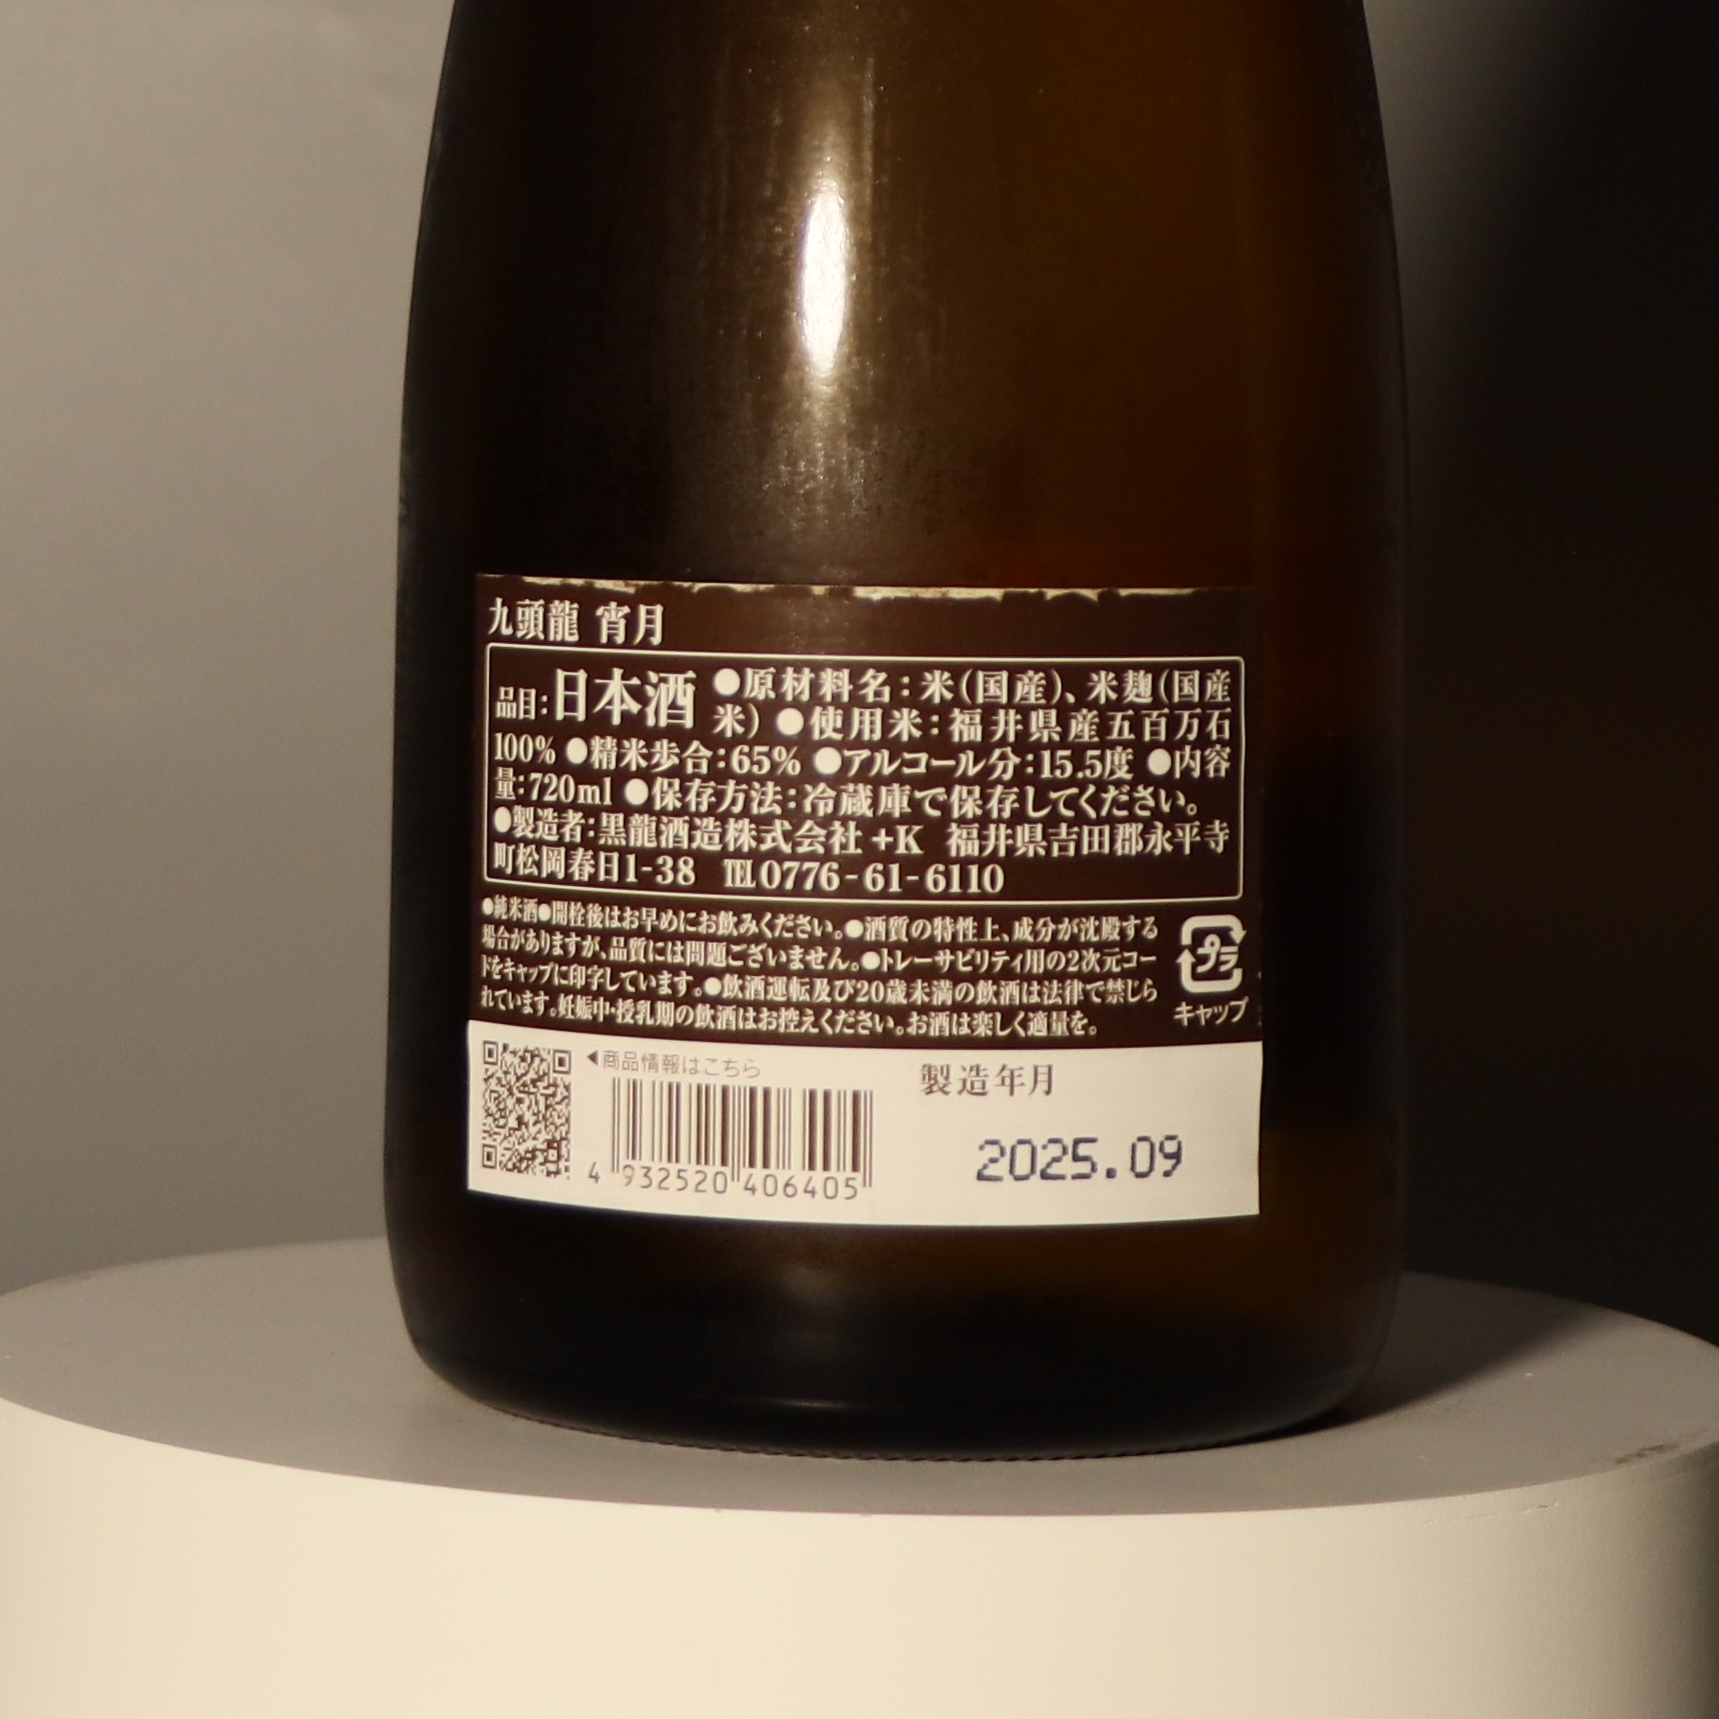 九頭龍 宵月
品目:日本酒 ●原材料名:米(国産)、米麹(国産
米) ●使用米:福井県産五百万石
100% ●精米歩合:65% ●アルコール分:15.5度 ●内容
量:720ml ●保存方法:冷蔵庫で保存してください。
●製造者:黒龍酒造株式会社+K 福井県吉田郡永平寺
町松岡春日1-38 ℡0776-61-6110
●純米酒●開栓後はお早めにお飲みください。●酒質の特性上、成分が沈殿する
場合がありますが、品質には問題ございません。●トレーサビリティ用の2次元コー
ドをキャップに印字しています。●飲酒運転及び20歳未満の飲酒は法律で禁じら
れています。妊娠中・授乳期の飲酒はお控えください。お酒は楽しく適量を。
プラ
キャップ
◀商品情報はこちら
4 932520 406405
製造年月
2025.09